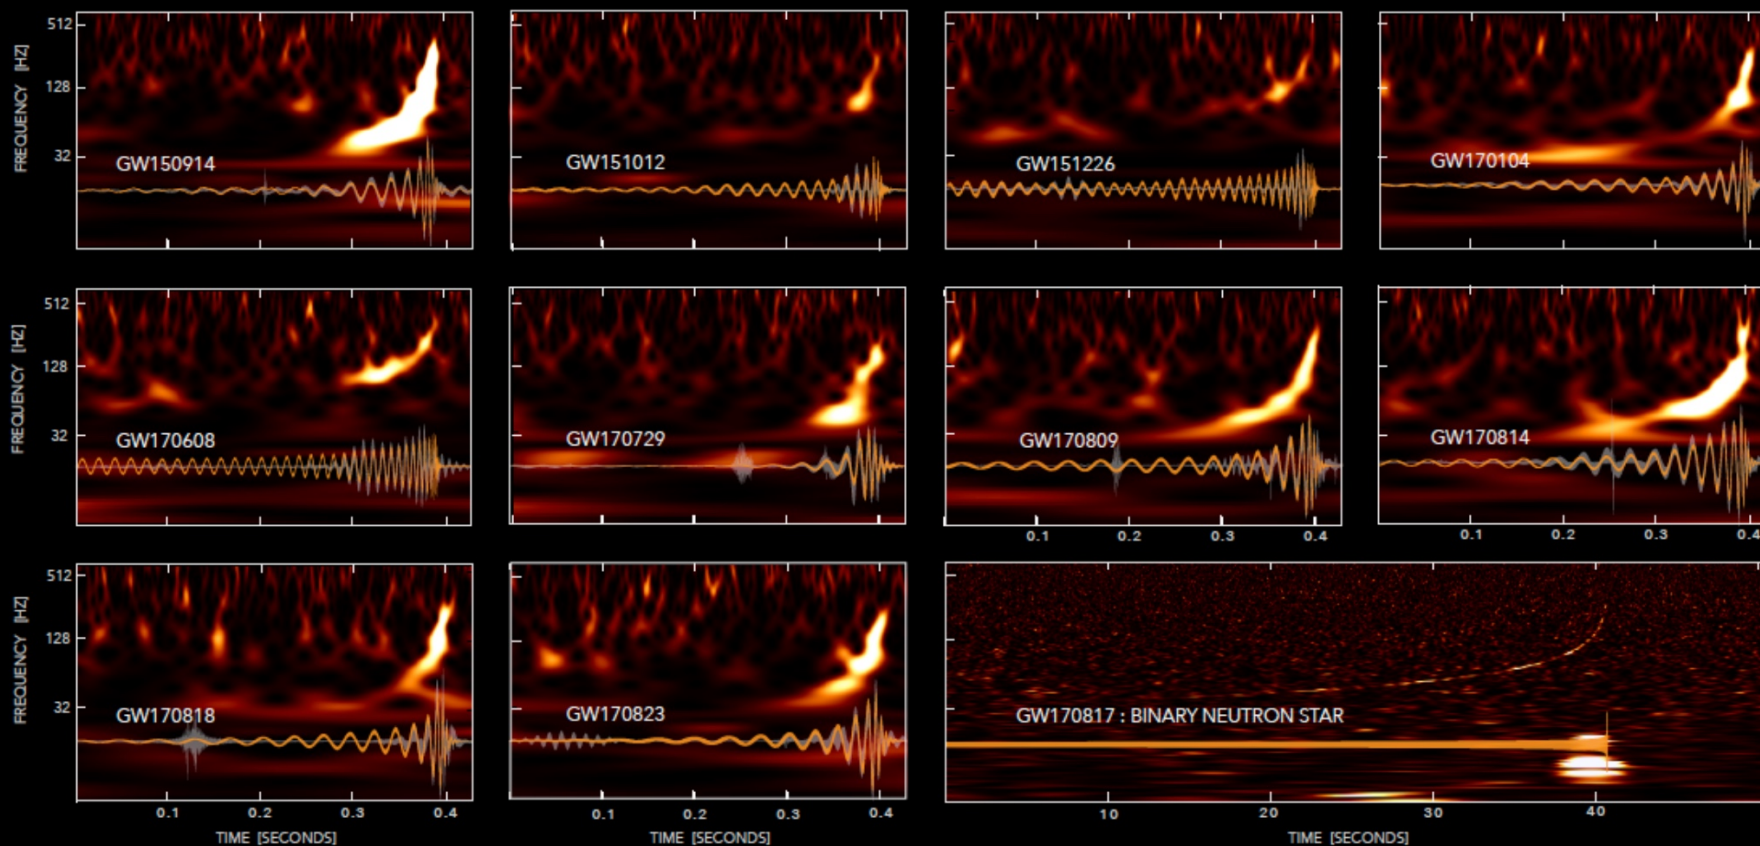 FREQUENCY [HZ]
512
128
32
GW150914
GW151012
GW151226
GW170104
FREQUENCY [HZ]
512
128
32
GW170608
GW170729
GW170809
GW170814
0.1 0.2 0.3 0.4
0.1 0.2 0.3 0.4
FREQUENCY [HZ]
512
128
32
GW170818
GW170823
GW170817 : BINARY NEUTRON STAR
0.1 0.2 0.3 0.4
0.1 0.2 0.3 0.4
10 20 30 40
TIME [SECONDS]
TIME [SECONDS]
TIME [SECONDS]